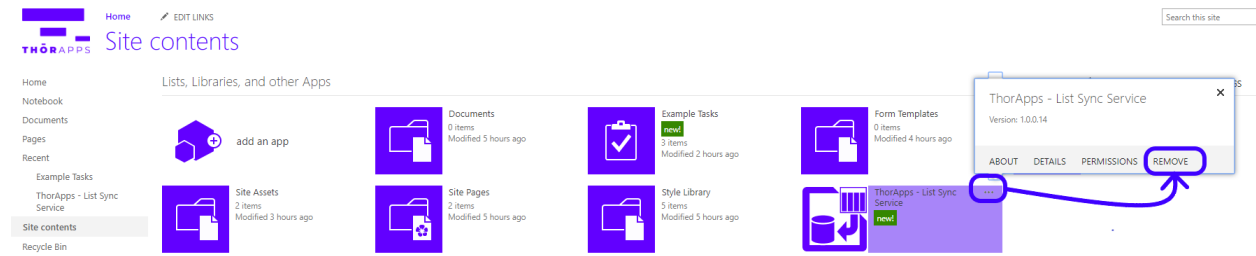 Home
EDIT LINKS
Search this site
THÖRAPPS
Site contents
Home
Notebook
Documents
Pages
Recent
Example Tasks
ThorApps - List Sync
Service
Site contents
Recycle Bin
Lists, Libraries, and other Apps
add an app
Documents
0 items
Modified 5 hours ago
Example Tasks
new!
3 items
Modified 2 hours ago
Form Templates
0 items
Modified 4 hours ago
Site Assets
2 items
Modified 3 hours ago
Site Pages
2 items
Modified 5 hours ago
Style Library
5 items
Modified 5 hours ago
ThorApps - List Sync
Service
new!
...
ThorApps - List Sync Service
Version: 1.0.0.14
ABOUT DETAILS PERMISSIONS REMOVE